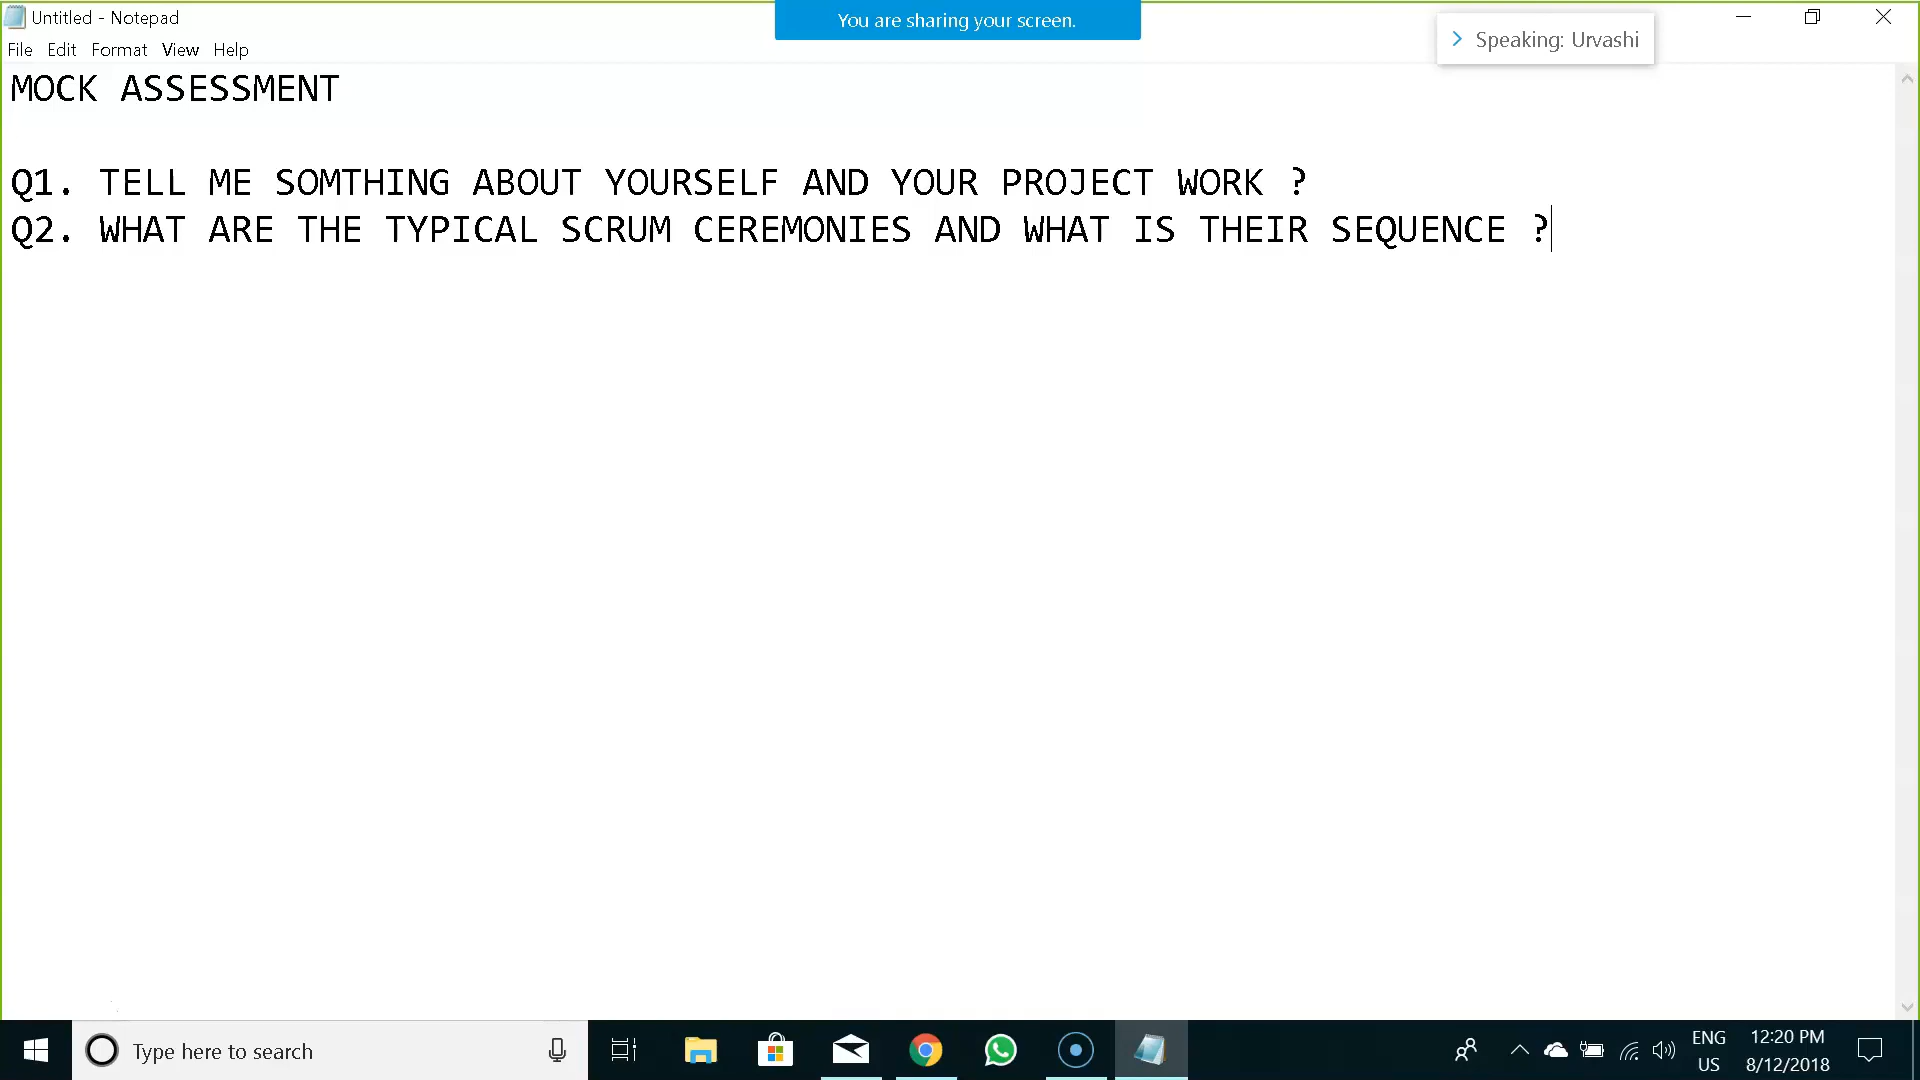 Untitled - Notepad
You are sharing your screen.
Speaking: Urvashi
File Edit Format View Help
MOCK ASSESSMENT
Q1. TELL ME SOMTHING ABOUT YOURSELF AND YOUR PROJECT WORK ?
Q2. WHAT ARE THE TYPICAL SCRUM CEREMONIES AND WHAT IS THEIR SEQUENCE ?
Type here to search
ENG
US
12:20 PM
8/12/2018